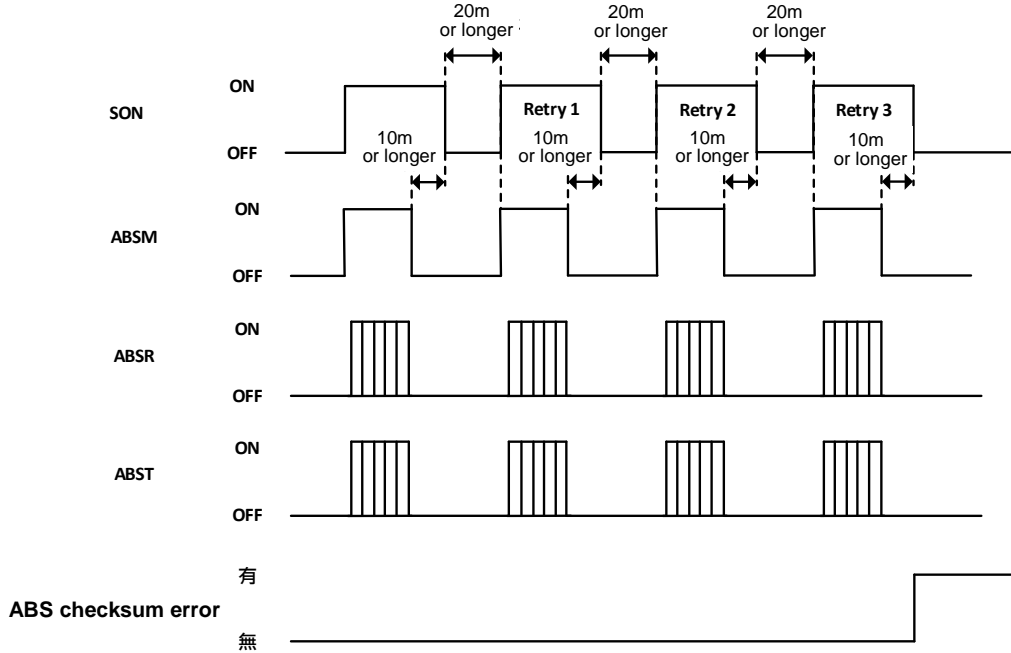 20m
or longer
20m
or longer
20m
or longer
SON
ON
OFF
Retry 1
Retry 2
Retry 3
10m
or longer
10m
or longer
10m
or longer
10m
or longer
ABSM
ON
OFF
ABSR
ON
OFF
ABST
ON
OFF
有
ABS checksum error
無